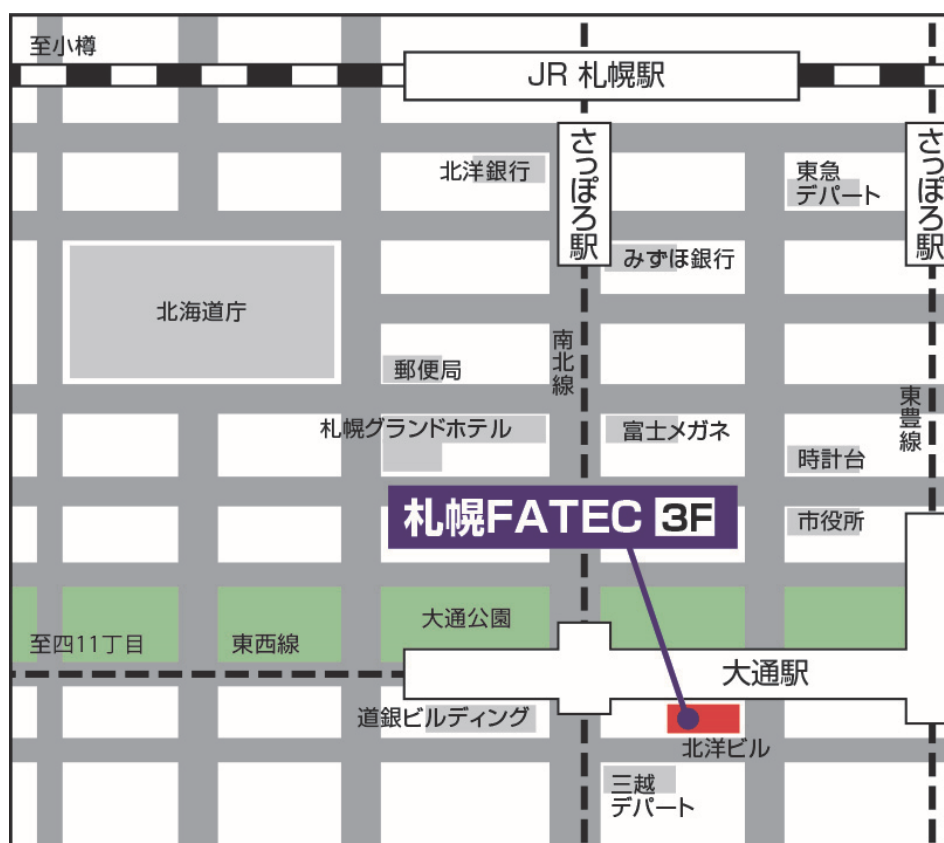 至小樽
JR 札幌駅
さっぽろ駅
さっぽろ駅
北洋銀行
東急
デパート
みずほ銀行
北海道庁
南北線
郵便局
東豊線
札幌グランドホテル
富士メガネ
時計台
札幌FATEC 3F
市役所
大通公園
至四11丁目
東西線
大通駅
道銀ビルディング
北洋ビル
三越
デパート